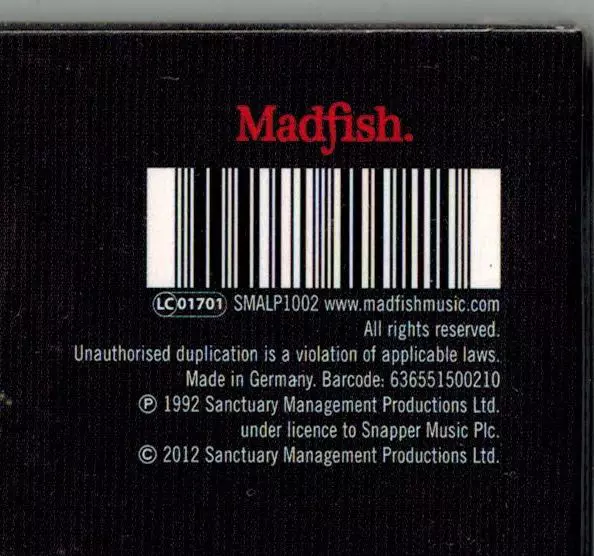 Madfish.
LC 01701 SMALP1002 www.madfishmusic.com
All rights reserved.
Unauthorised duplication is a violation of applicable laws.
Made in Germany. Barcode: 636551500210
℗ 1992 Sanctuary Management Productions Ltd.
under licence to Snapper Music Plc.
© 2012 Sanctuary Management Productions Ltd.